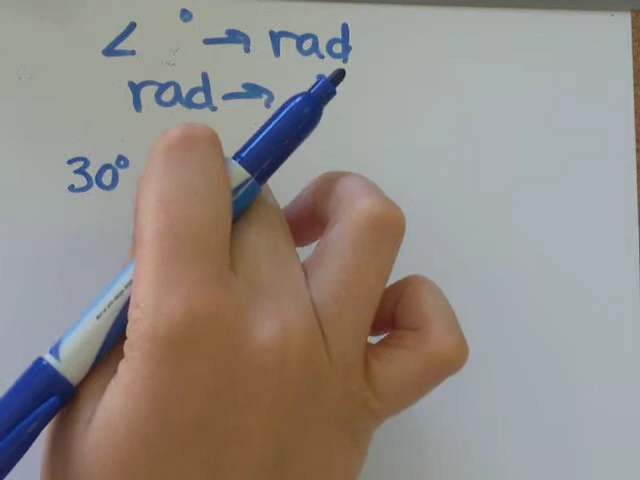 ∠ ° → rad
rad →
30°